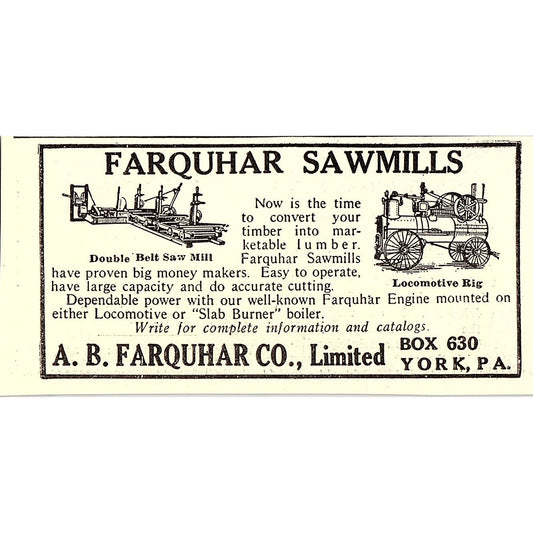 FARQUHAR SAWMILLS
Now is the time
to convert your
timber into mar-
ketable lumber.
Double Belt Saw Mill
Farquhar Sawmills
Locomotive Rig
have proven big money makers. Easy to operate,
have large capacity and do accurate cutting.
Dependable power with our well-known Farquhar Engine mounted on
either Locomotive or "Slab Burner" boiler.
Write for complete information and catalogs.
A. B. FARQUHAR CO., Limited
BOX 630
YORK, PA.